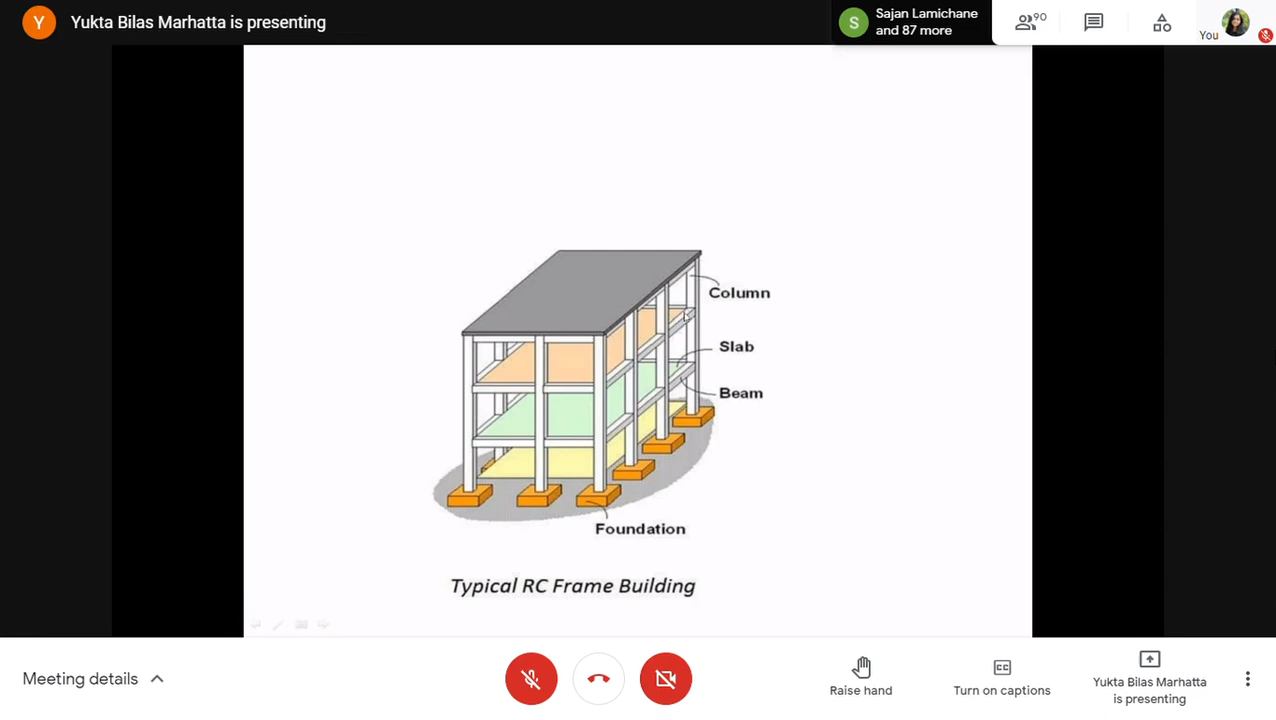 Y
Yukta Bilas Marhatta is presenting
S
Sajan Lamichane
and 87 more
90
You
Column
Slab
Beam
Foundation
Typical RC Frame Building
Meeting details
Raise hand
CC
Turn on captions
Yukta Bilas Marhatta
is presenting